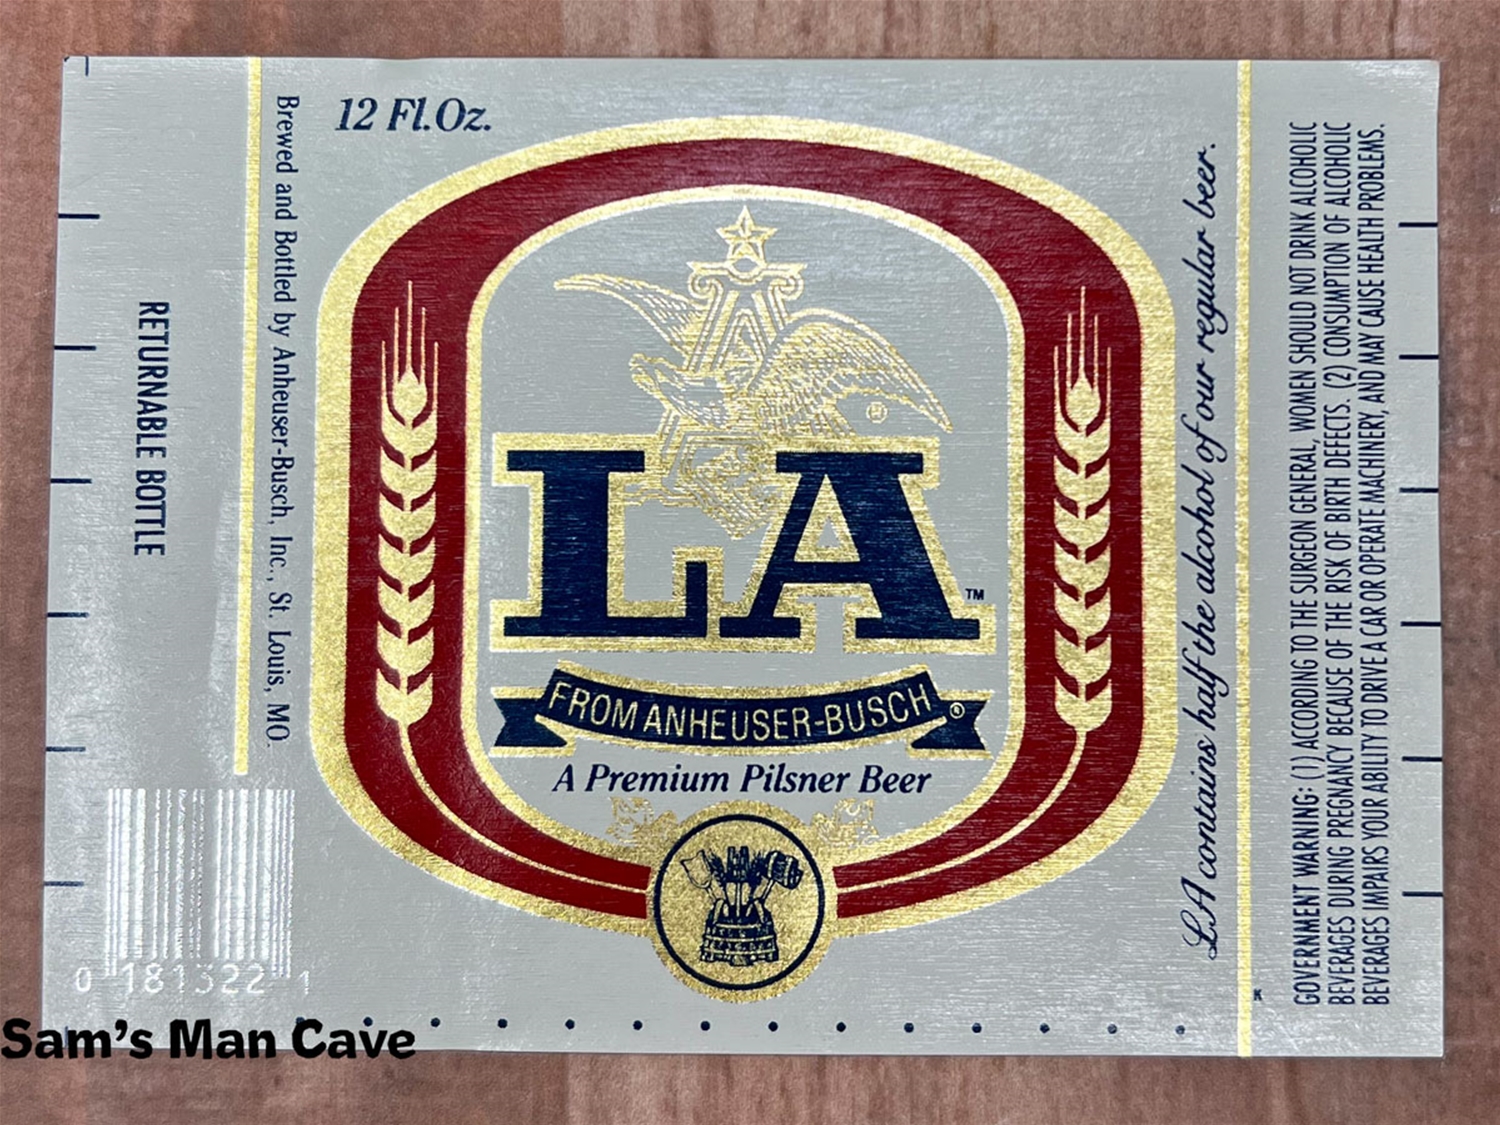 12 Fl.Oz.
Brewed and Bottled by Anheuser-Busch, Inc., St. Louis, MO.
RETURNABLE BOTTLE
LA™
FROM ANHEUSER-BUSCH®
A Premium Pilsner Beer
LA contains half the alcohol of our regular beer.
GOVERNMENT WARNING: (1) ACCORDING TO THE SURGEON GENERAL, WOMEN SHOULD NOT DRINK ALCOHOLIC
BEVERAGES DURING PREGNANCY BECAUSE OF THE RISK OF BIRTH DEFECTS. (2) CONSUMPTION OF ALCOHOLIC
BEVERAGES IMPAIRS YOUR ABILITY TO DRIVE A CAR OR OPERATE MACHINERY, AND MAY CAUSE HEALTH PROBLEMS.
K
0 181322 1
Sam's Man Cave